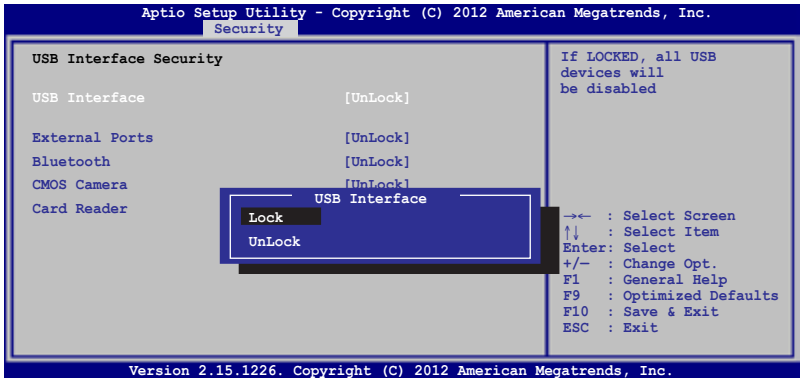 Aptio Setup Utility - Copyright (C) 2012 American Megatrends, Inc.
Security
USB Interface Security
USB Interface [UnLock]
External Ports [UnLock]
Bluetooth [UnLock]
CMOS Camera [UnLock]
Card Reader
USB Interface
Lock
UnLock
If LOCKED, all USB
devices will
be disabled
→← : Select Screen
↑↓ : Select Item
Enter: Select
+/— : Change Opt.
F1 : General Help
F9 : Optimized Defaults
F10 : Save & Exit
ESC : Exit
Version 2.15.1226. Copyright (C) 2012 American Megatrends, Inc.